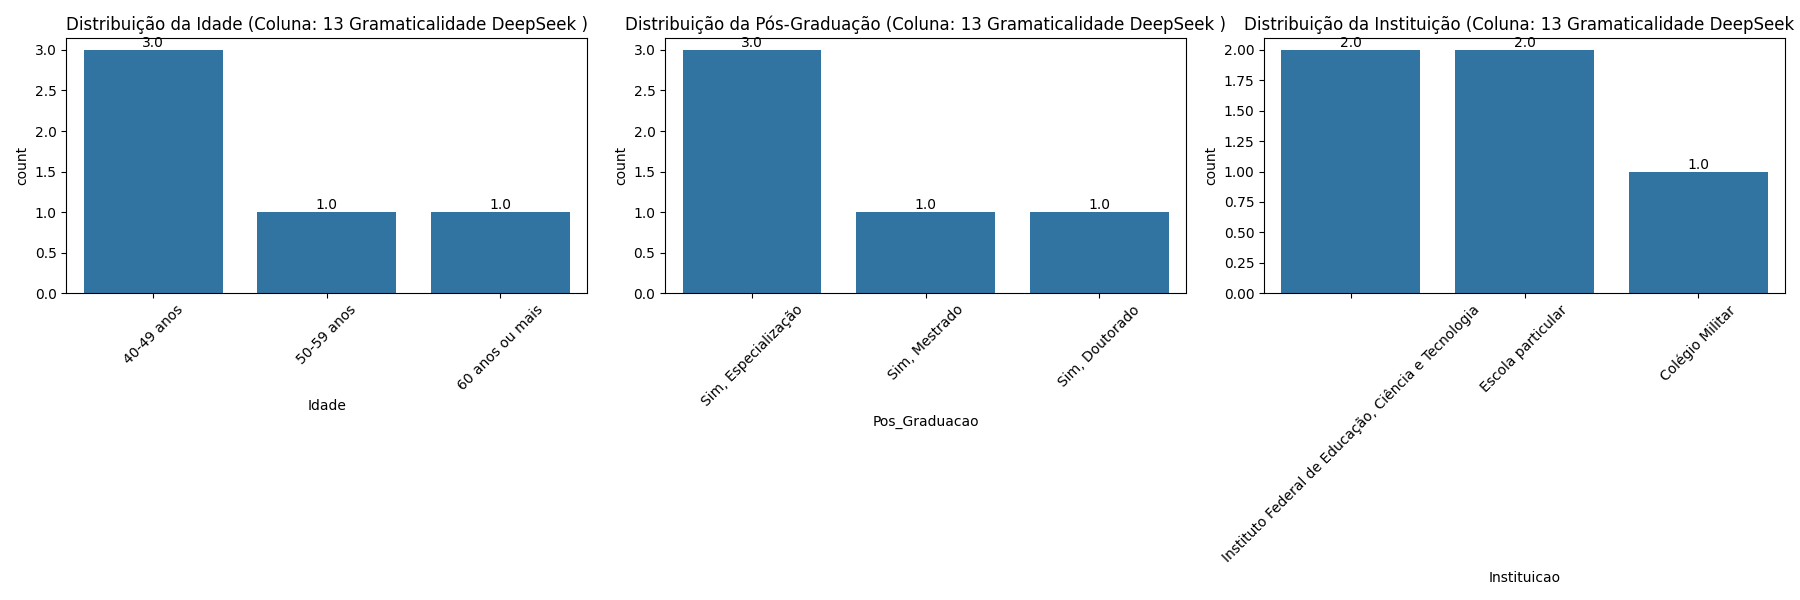 Distribuição da Idade (Coluna: 13 Gramaticalidade DeepSeek )
3.0
1.0
1.0
3.0
2.5
2.0
1.5
1.0
0.5
0.0
count
40-49 anos
50-59 anos
60 anos ou mais
Idade
Distribuição da Pós-Graduação (Coluna: 13 Gramaticalidade DeepSeek )
3.0
1.0
1.0
3.0
2.5
2.0
1.5
1.0
0.5
0.0
count
Sim, Especialização
Sim, Mestrado
Sim, Doutorado
Pos_Graduacao
Distribuição da Instituição (Coluna: 13 Gramaticalidade DeepSeek
2.0
2.0
1.0
2.00
1.75
1.50
1.25
1.00
0.75
0.50
0.25
0.00
count
Instituto Federal de Educação, Ciência e Tecnologia
Escola particular
Colégio Militar
Instituicao